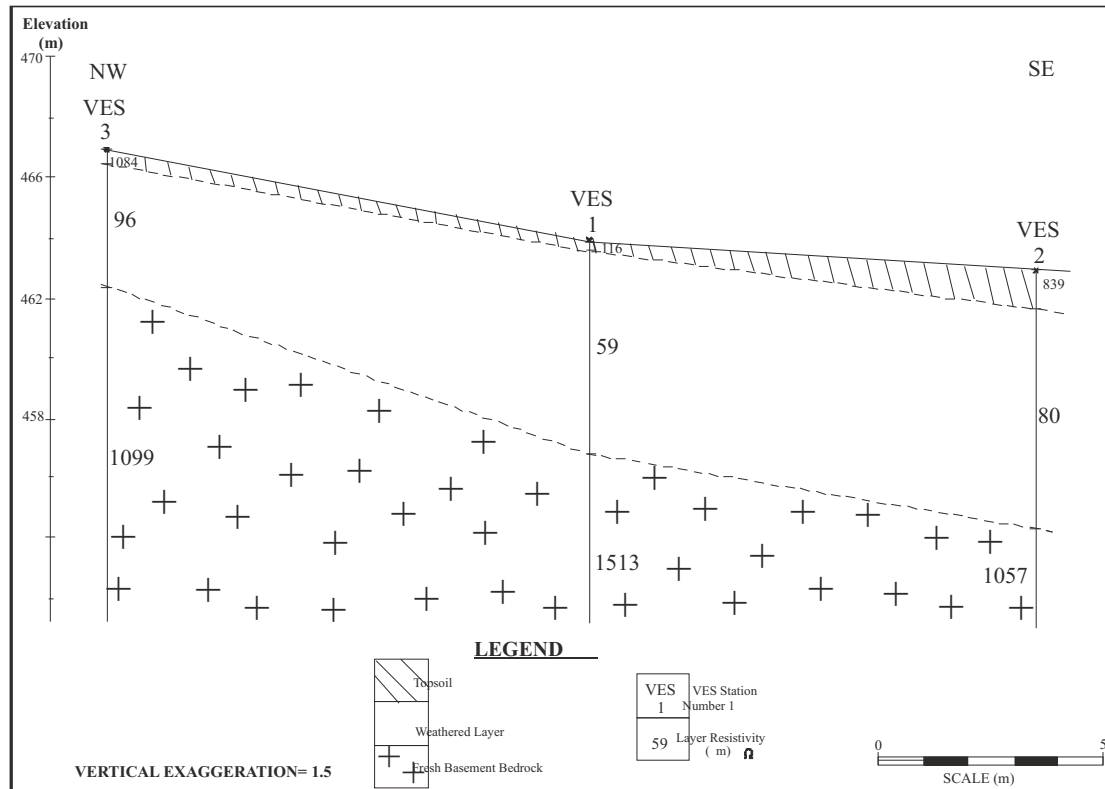 Elevation
(m)
470
NW
SE
VES
3
1084
466
VES
1
116
VES
2
839
96
462
59
458
80
1099
1513
1057
LEGEND
Topsoil
Weathered Layer
Fresh Basement Bedrock
VES
1
VES Station
Number 1
59
Layer Resistivity
( m) Ω
VERTICAL EXAGGERATION= 1.5
0
5
SCALE (m)